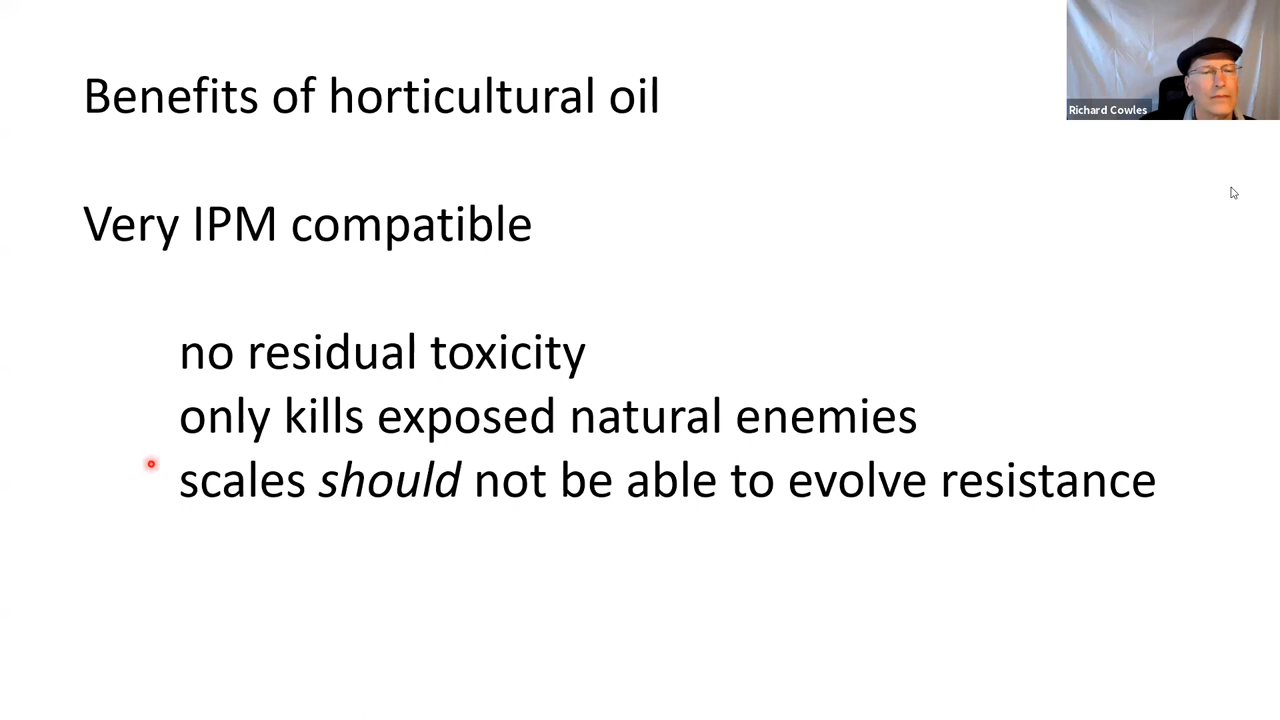 Benefits of horticultural oil
Richard Cowles
Very IPM compatible
no residual toxicity
only kills exposed natural enemies
scales should not be able to evolve resistance